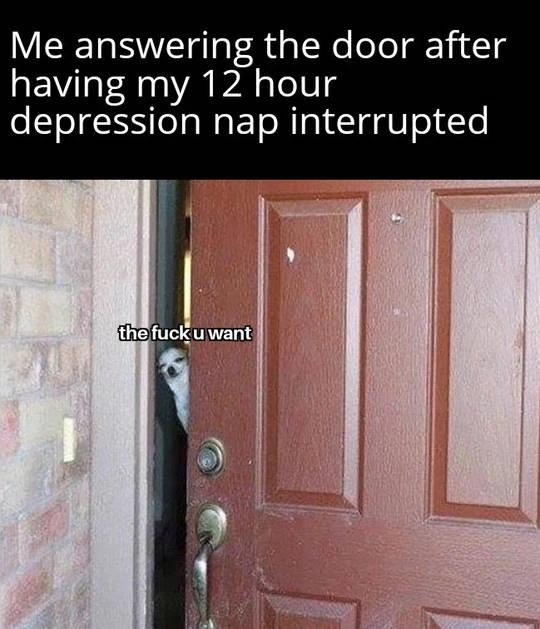 Me answering the door after
having my 12 hour
depression nap interrupted
the fuck u want